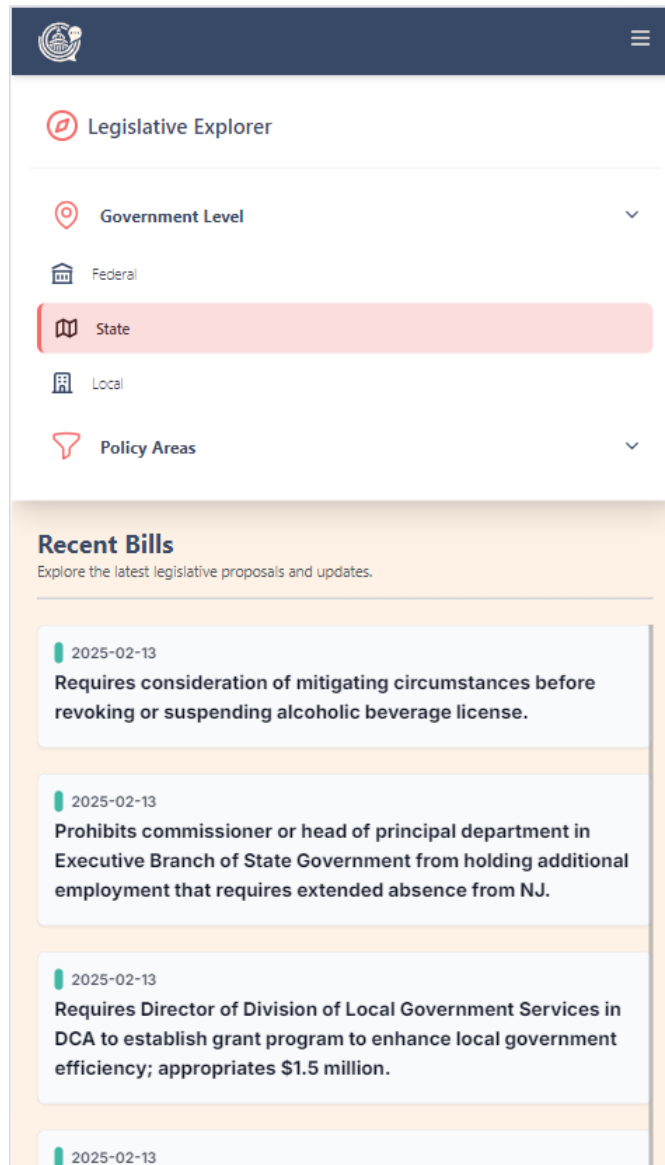 Legislative Explorer
Government Level
Federal
State
Local
Policy Areas
Recent Bills
Explore the latest legislative proposals and updates.
2025-02-13
Requires consideration of mitigating circumstances before
revoking or suspending alcoholic beverage license.
2025-02-13
Prohibits commissioner or head of principal department in
Executive Branch of State Government from holding additional
employment that requires extended absence from NJ.
2025-02-13
Requires Director of Division of Local Government Services in
DCA to establish grant program to enhance local government
efficiency; appropriates $1.5 million.
2025-02-13